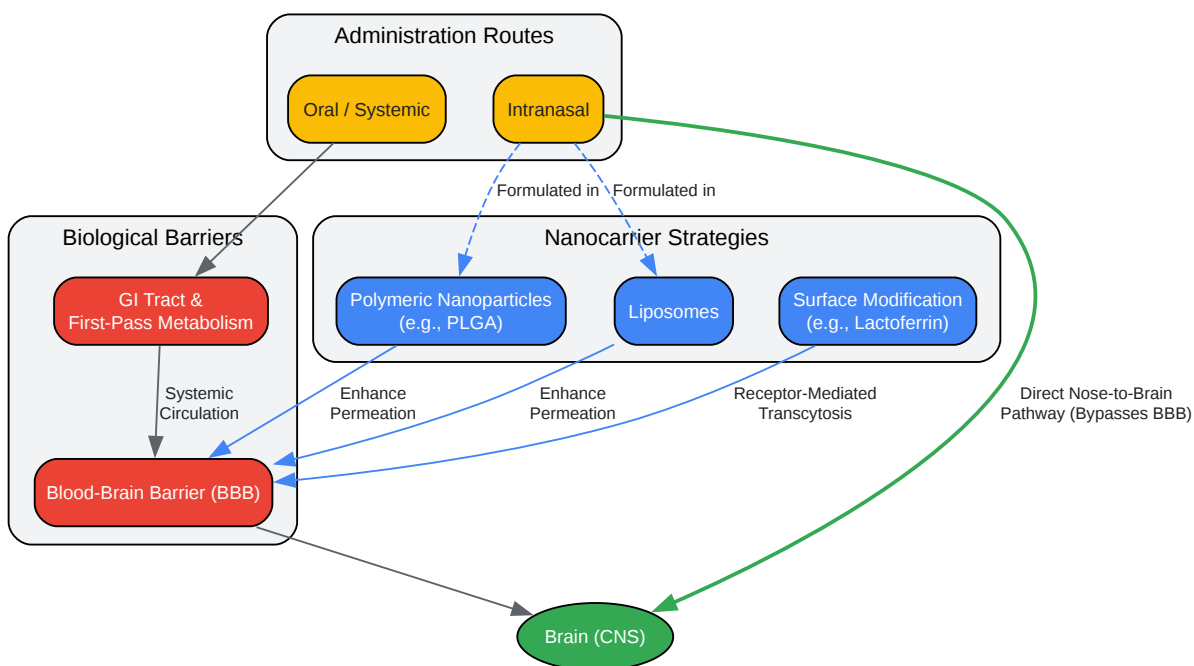 Administration Routes
Oral / Systemic
Intranasal
Formulated in
Formulated in
Biological Barriers
Nanocarrier Strategies
GI Tract &
First-Pass Metabolism
Polymeric Nanoparticles
(e.g., PLGA)
Liposomes
Surface Modification
(e.g., Lactoferrin)
Systemic
Circulation
Enhance
Permeation
Enhance
Permeation
Receptor-Mediated
Transcytosis
Direct Nose-to-Brain
Pathway (Bypasses BBB)
Blood-Brain Barrier (BBB)
Brain (CNS)